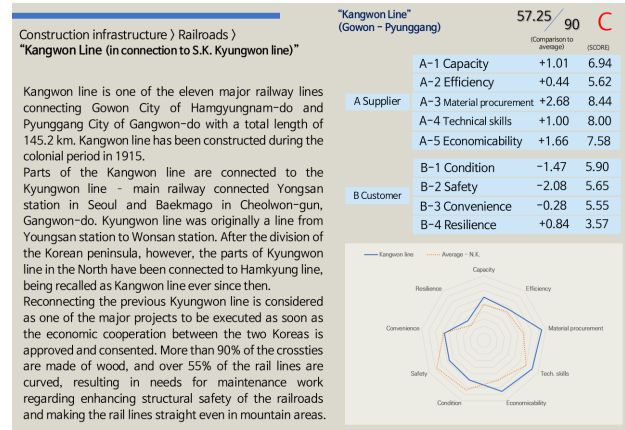 Construction infrastructure 〉 Railroads 〉
“Kangwon Line (in connection to S.K. Kyungwon line)”
Kangwon line is one of the eleven major railway lines
connecting Gowon City of Hamgyungnam-do and
Pyunggang City of Gangwon-do with a total length of
145.2 km. Kangwon line has been constructed during the
colonial period in 1915.
Parts of the Kangwon line are connected to the
Kyungwon line – main railway connected Yongsan
station in Seoul and Baekmago in Cheolwon-gun,
Gangwon-do. Kyungwon line was originally a line from
Youngsan station to Wonsan station. After the division of
the Korean peninsula, however, the parts of Kyungwon
line in the North have been connected to Hamkyung line,
being recalled as Kangwon line ever since then.
Reconnecting the previous Kyungwon line is considered
as one of the major projects to be executed as soon as
the economic cooperation between the two Koreas is
approved and consented. More than 90% of the crossties
are made of wood, and over 55% of the rail lines are
curved, resulting in needs for maintenance work
regarding enhancing structural safety of the railroads
and making the rail lines straight even in mountain areas.
“Kangwon Line”
(Gowon - Pyunggang)
57.25/90 C
(Comparison to average) (SCORE)
A Supplier
A-1 Capacity +1.01 6.94
A-2 Efficiency +0.44 5.62
A-3 Material procurement +2.68 8.44
A-4 Technical skills +1.00 8.00
A-5 Economicability +1.66 7.58
B Customer
B-1 Condition −1.47 5.90
B-2 Safety −2.08 5.65
B-3 Convenience −0.28 5.55
B-4 Resilience +0.84 3.57
Kangwon line Average - N.K.
Capacity
Efficiency
Material procurement
Tech. skills
Economicability
Condition
Safety
Convenience
Resilience